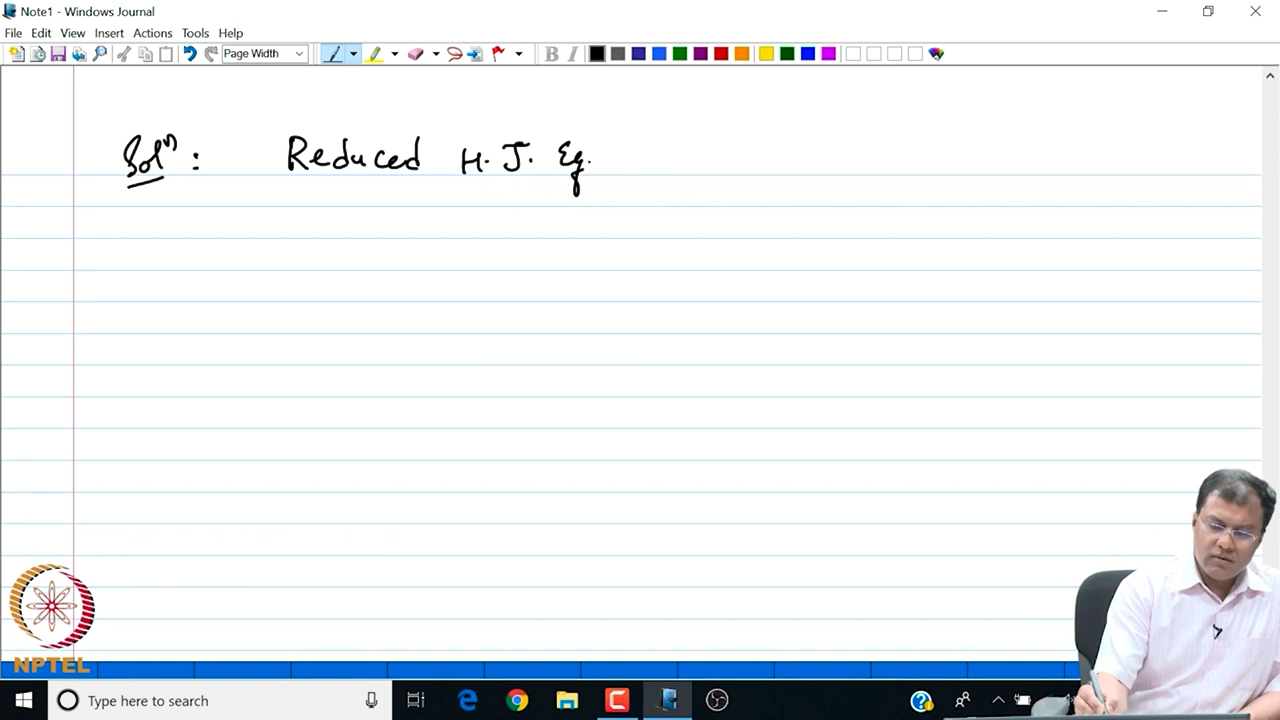 Note1 - Windows Journal
File Edit View Insert Actions Tools Help
Page Width B I
Solⁿ : Reduced H. J. Eq.
NPTEL
Type here to search